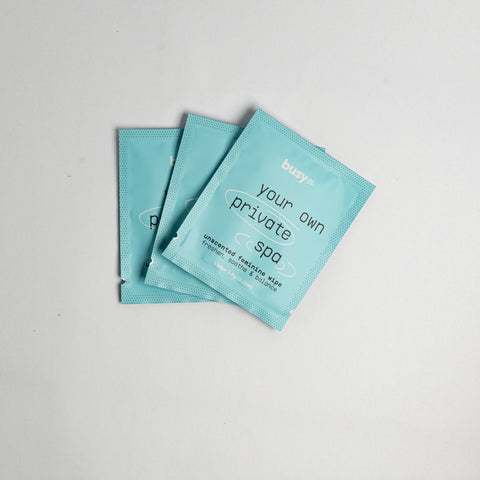 busy
your own
private
spa
unscented feminine wipe
freshen, soothe & balance